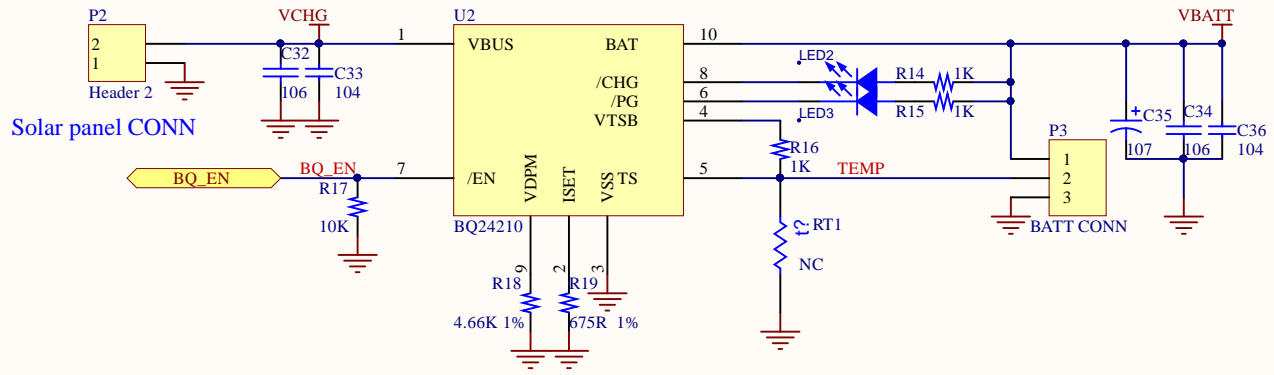 P2
2
1
Header 2
Solar panel CONN
VCHG
C32
106
C33
104
1
U2
VBUS
BAT
10
/CHG
8
/PG
6
VTSB
4
TS
5
/EN
7
VDPM
ISET
VSS
BQ24210
9
2
3
BQ_EN
BQ_EN
R17
10K
R18
4.66K 1%
R19
675R 1%
LED2
LED3
R14
1K
R15
1K
R16
1K
TEMP
t?
RT1
NC
P3
1
2
3
BATT CONN
VBATT
+
C35
107
C34
106
C36
104